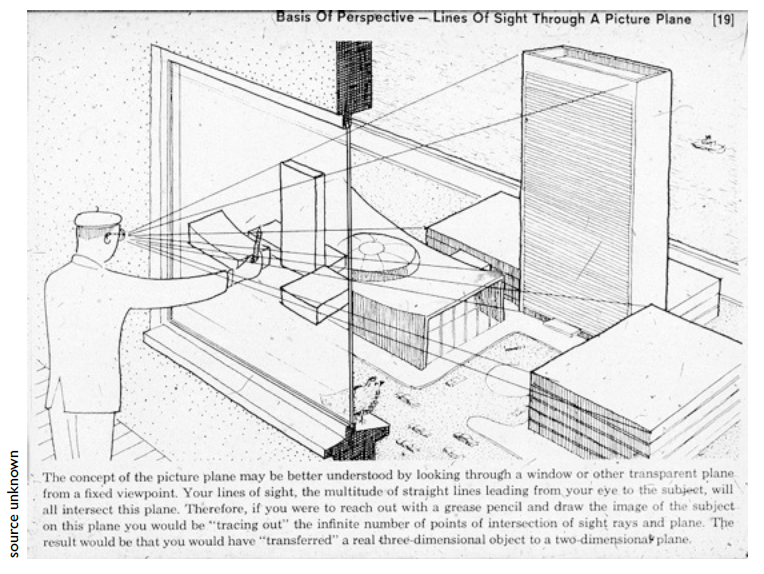 Basis Of Perspective — Lines Of Sight Through A Picture Plane [19]
The concept of the picture plane may be better understood by looking through a window or other transparent plane
from a fixed viewpoint. Your lines of sight, the multitude of straight lines leading from your eye to the subject, will
all intersect this plane. Therefore, if you were to reach out with a grease pencil and draw the image of the subject
on this plane you would be "tracing out" the infinite number of points of intersection of sight rays and plane. The
result would be that you would have "transferred" a real three-dimensional object to a two-dimensional plane.
source unknown